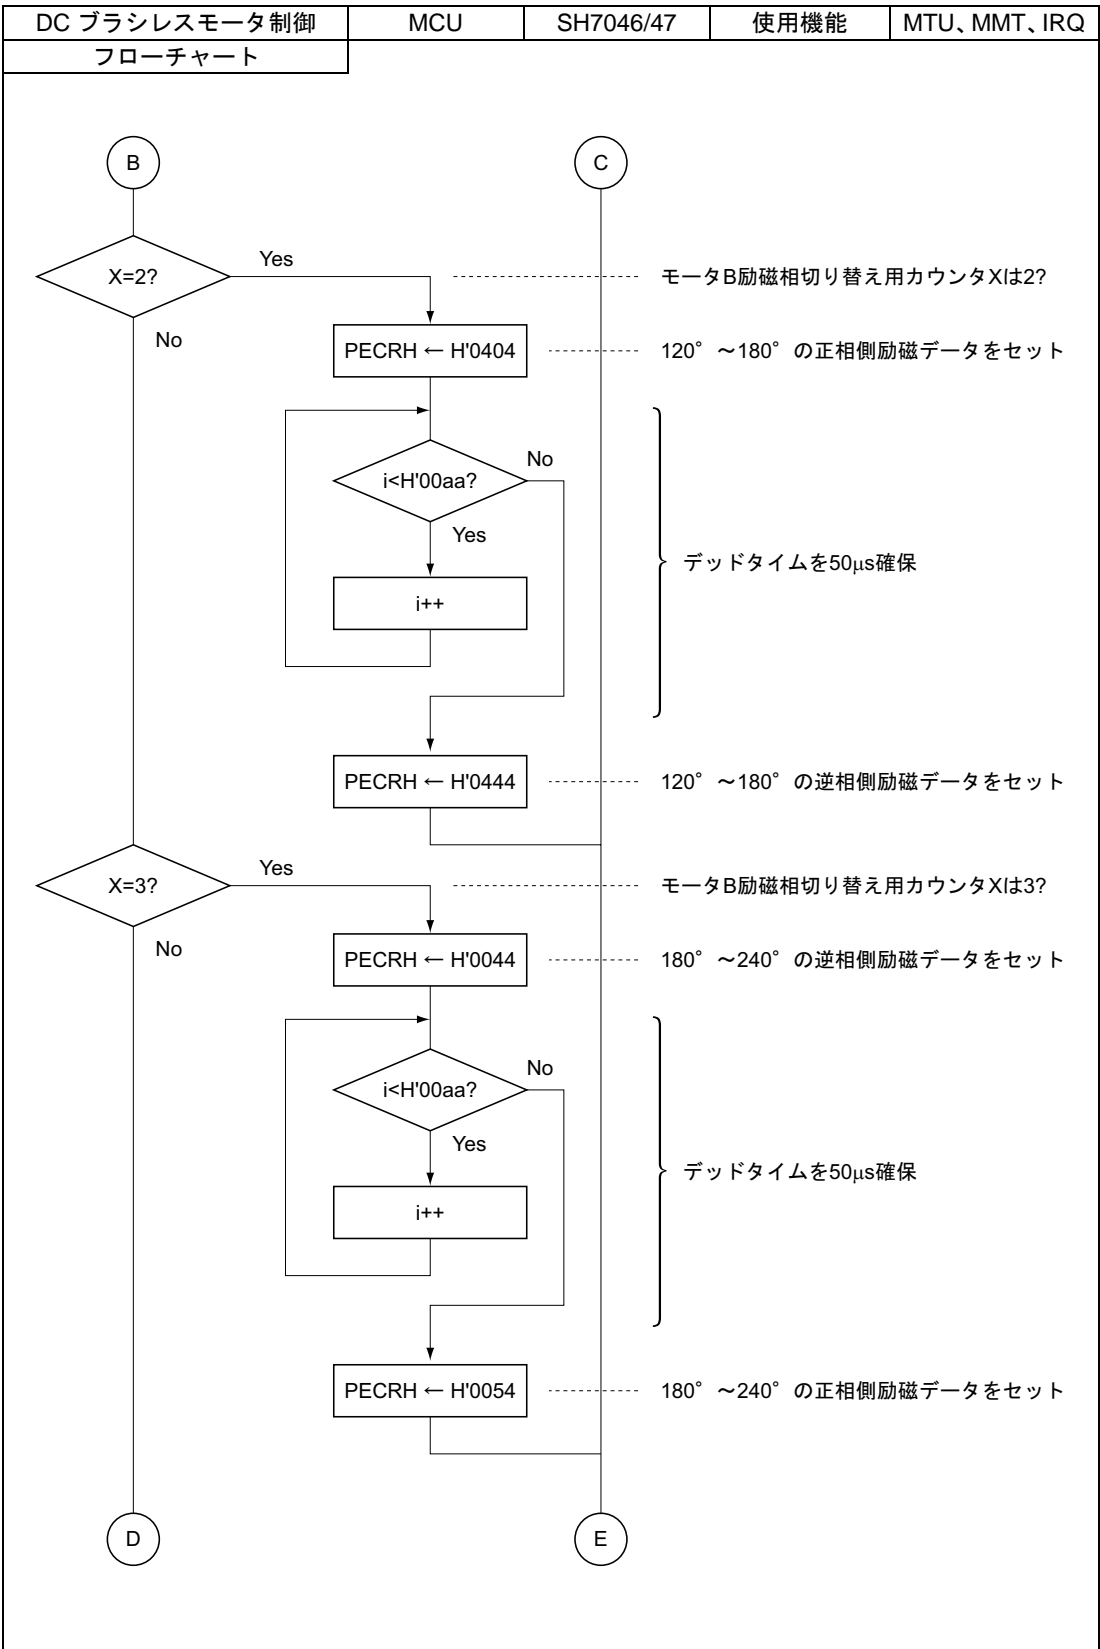 DC ブラシレスモータ制御 MCU SH7046/47 使用機能 MTU、MMT、IRQ
フローチャート
B C
X=2? Yes モータB励磁相切り替え用カウンタXは2?
No
PECRH ← H'0404 120°～180°の正相側励磁データをセット
i<H'00aa? No
Yes
デッドタイムを50μs確保
i++
PECRH ← H'0444 120°～180°の逆相側励磁データをセット
X=3? Yes モータB励磁相切り替え用カウンタXは3?
No
PECRH ← H'0044 180°～240°の逆相側励磁データをセット
i<H'00aa? No
Yes
デッドタイムを50μs確保
i++
PECRH ← H'0054 180°～240°の正相側励磁データをセット
D E